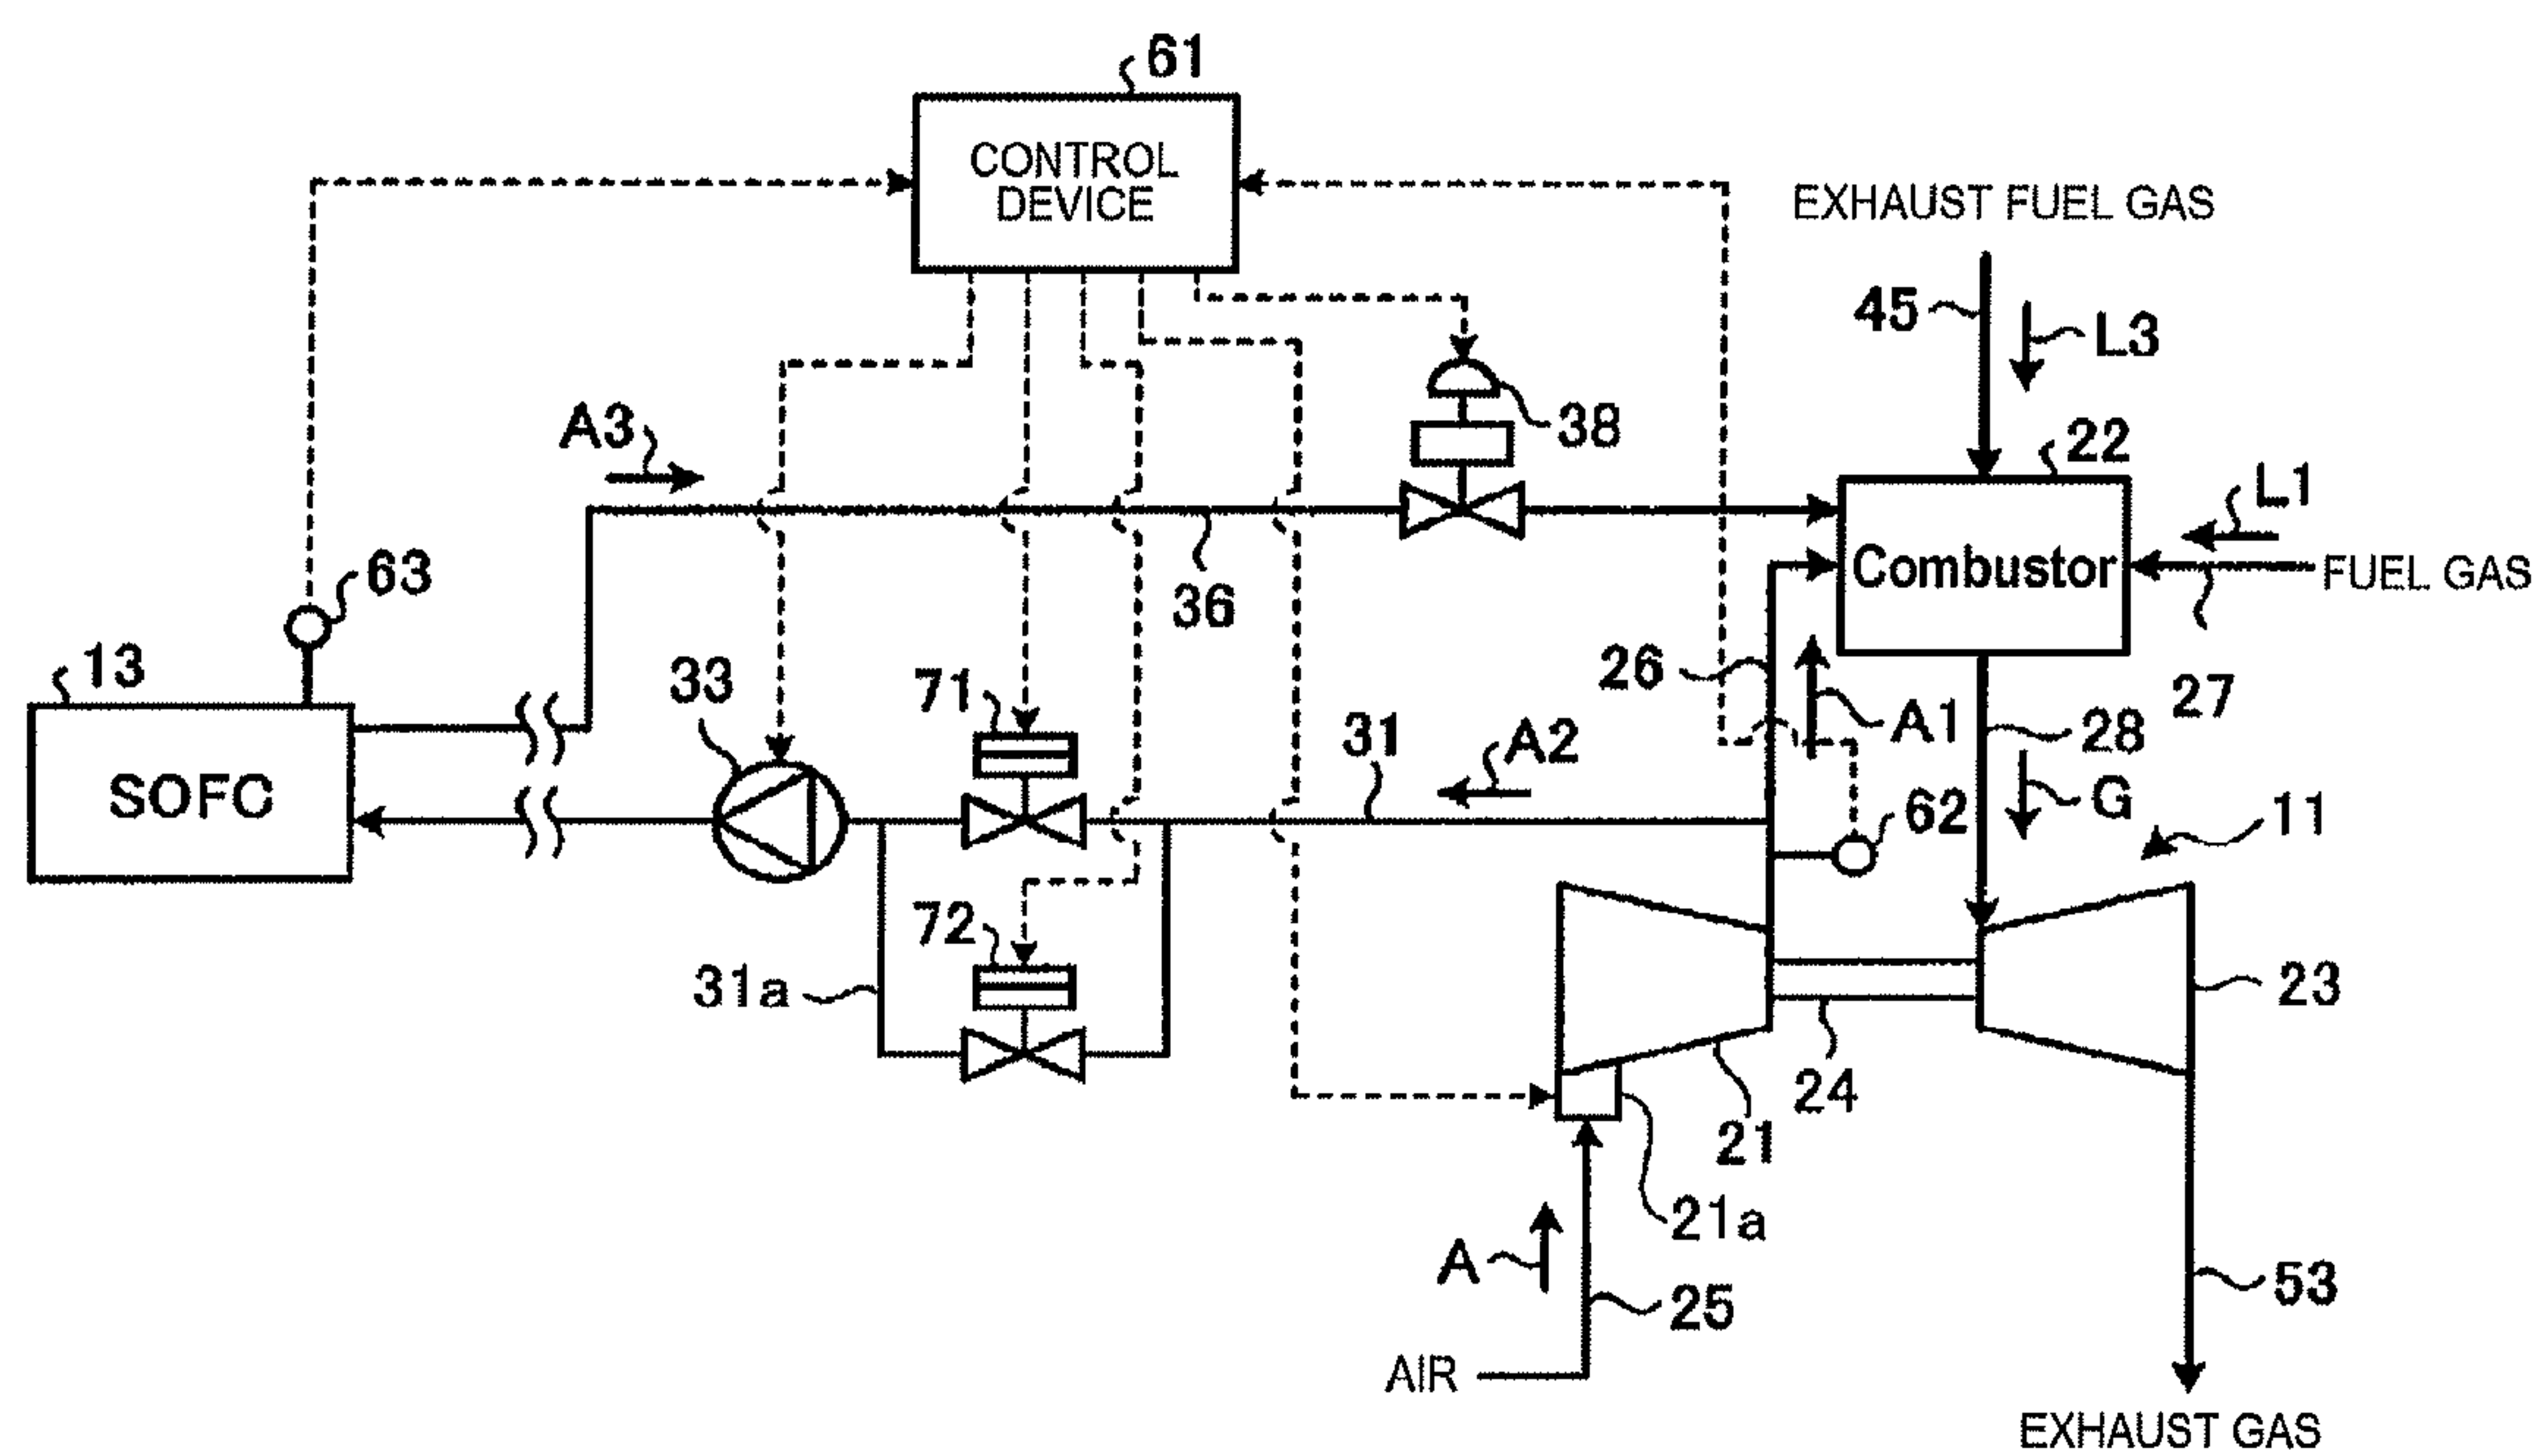 61
CONTROL
DEVICE
EXHAUST FUEL GAS
45
L3
A3
38
22
L1
Combustor
FUEL GAS
63
36
13
33
71
26
27
31
A2
A1
28
SOFC
62
G
11
72
31a
23
24
21
21a
A
25
53
AIR
EXHAUST GAS